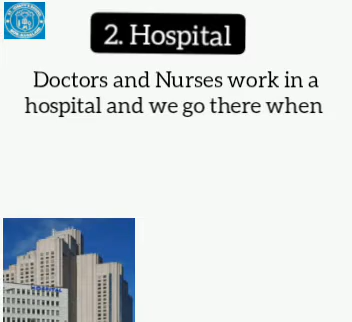 2. Hospital
Doctors and Nurses work in a
hospital and we go there when